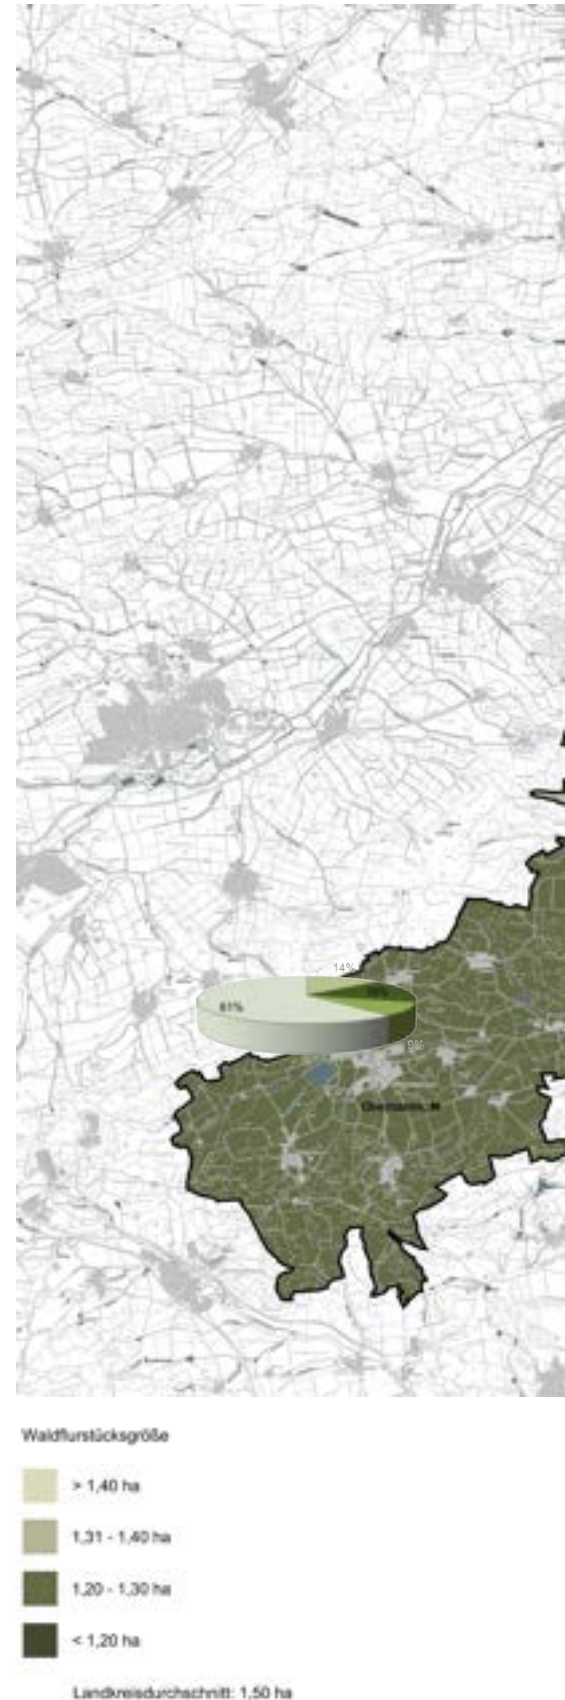 14%
61%
9%
Waldflurstücksgröße
> 1,40 ha
1,31 - 1,40 ha
1,20 - 1,30 ha
< 1,20 ha
Landkreisdurchschnitt: 1,50 ha